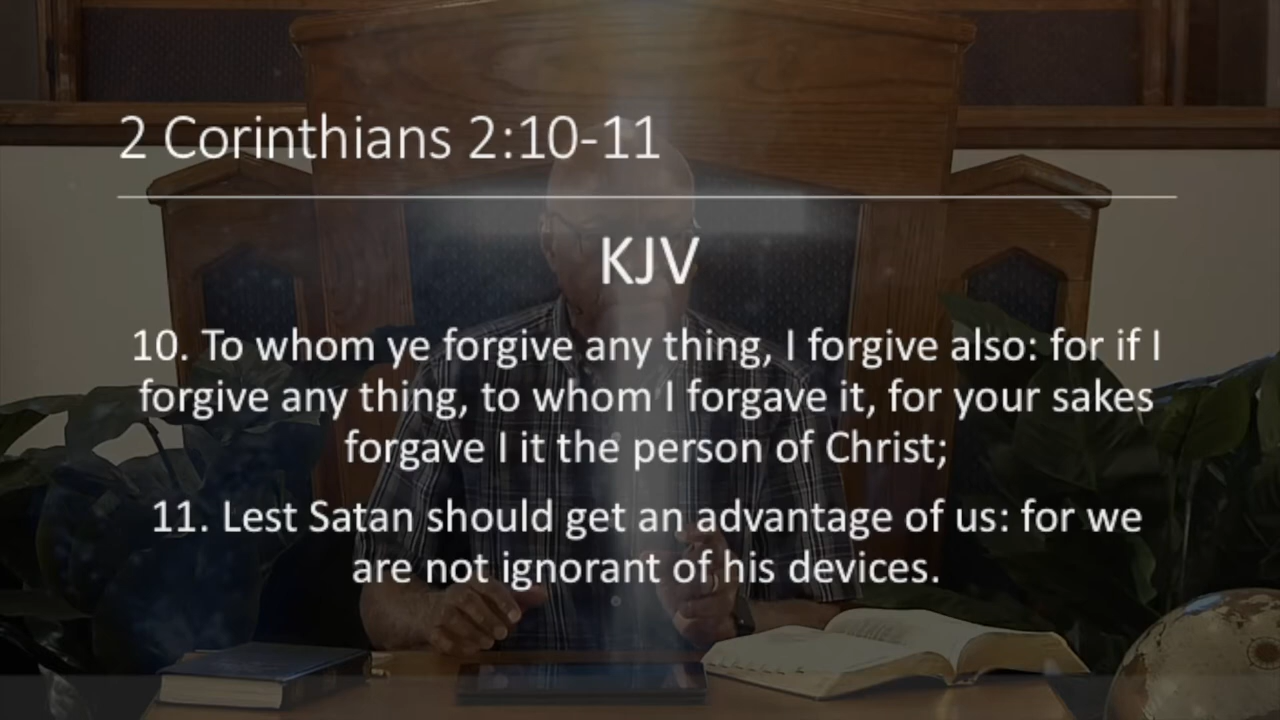 2 Corinthians 2:10-11
KJV
10. To whom ye forgive any thing, I forgive also: for if I
forgive any thing, to whom I forgave it, for your sakes
forgave I it the person of Christ;
11. Lest Satan should get an advantage of us: for we
are not ignorant of his devices.